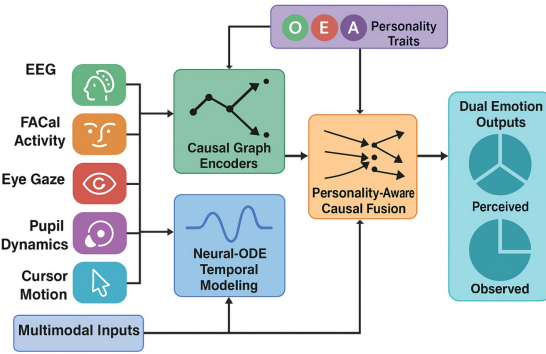 O E A Personality
Traits
EEG
FACal
Activity
Eye Gaze
Pupil
Dynamics
Cursor
Motion
Multimodal Inputs
Causal Graph
Encoders
Neural-ODE
Temporal
Modeling
Personality-Aware
Causal Fusion
Dual Emotion
Outputs
Perceived
Observed